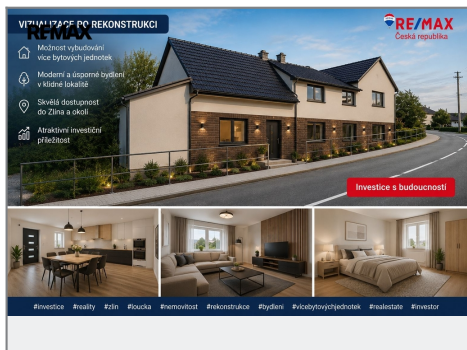 VIZUALIZACE PO REKONSTRUKCI
RE/MAX
RE/MAX
Česká republika
Možnost vybudování
více bytových jednotek
Moderní a úsporné bydlení
v klidné lokalitě
Skvělá dostupnost
do Zlína a okolí
Atraktivní investiční
příležitost
Investice s budoucností
#investice #reality #zlin #loucka #nemovitost #rekonstrukce #bydleni #vícebytovýchjednotek #realestate #investor